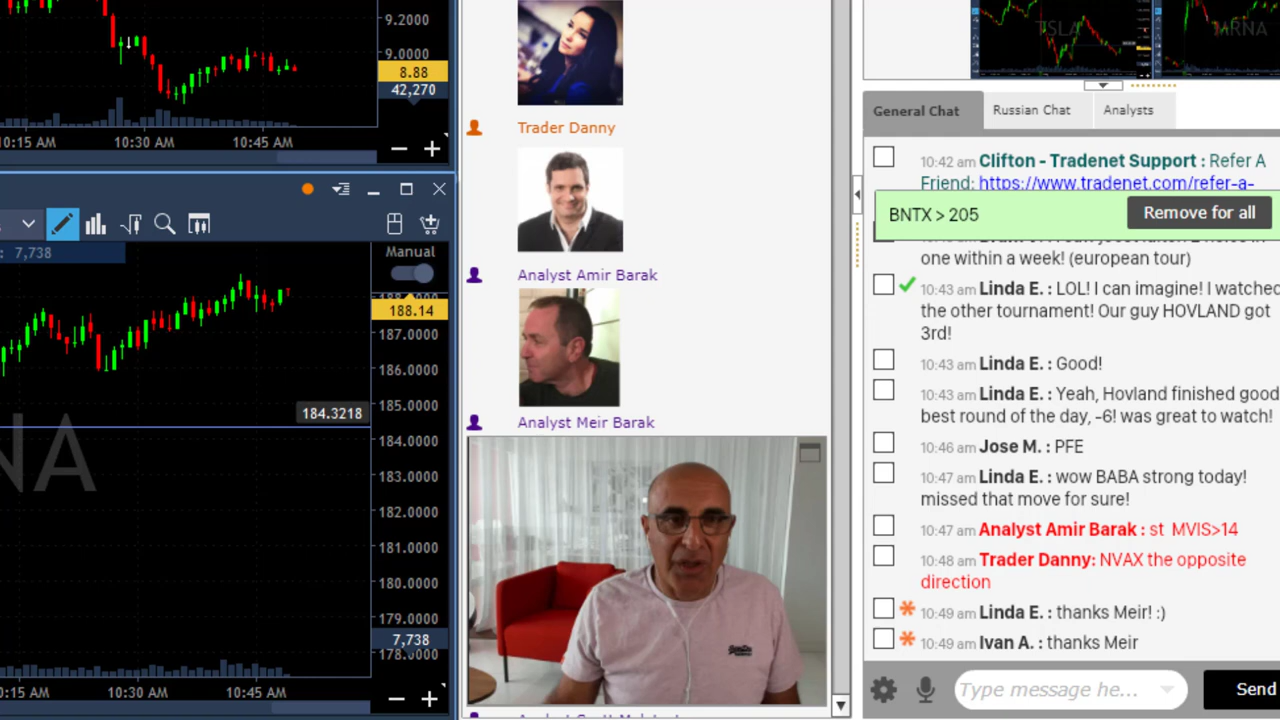 9.2000
9.0000
8.88
42,270
0:15 AM
10:30 AM
10:45 AM
7,738
Manual
188.14
187.0000
186.0000
185.0000
184.3218
184.0000
183.0000
182.0000
181.0000
180.0000
179.0000
7,738
178.0000
NA
0:15 AM
10:30 AM
10:45 AM
Trader Danny
Analyst Amir Barak
Analyst Meir Barak
TSLA
MRNA
General Chat
Russian Chat
Analysts
10:42 am Clifton - Tradenet Support : Refer A
Friend: https://www.tradenet.com/refer-a-
BNTX > 205
Remove for all
one within a week! (european tour)
10:43 am Linda E. : LOL! I can imagine! I watched
the other tournament! Our guy HOVLAND got
3rd!
10:43 am Linda E. : Good!
10:43 am Linda E. : Yeah, Hovland finished good
best round of the day, -6! was great to watch!
10:46 am Jose M. : PFE
10:47 am Linda E. : wow BABA strong today!
missed that move for sure!
10:47 am Analyst Amir Barak : st MVIS>14
10:48 am Trader Danny: NVAX the opposite
direction
10:49 am Linda E. : thanks Meir! :)
10:49 am Ivan A. : thanks Meir
Type message he...
Send